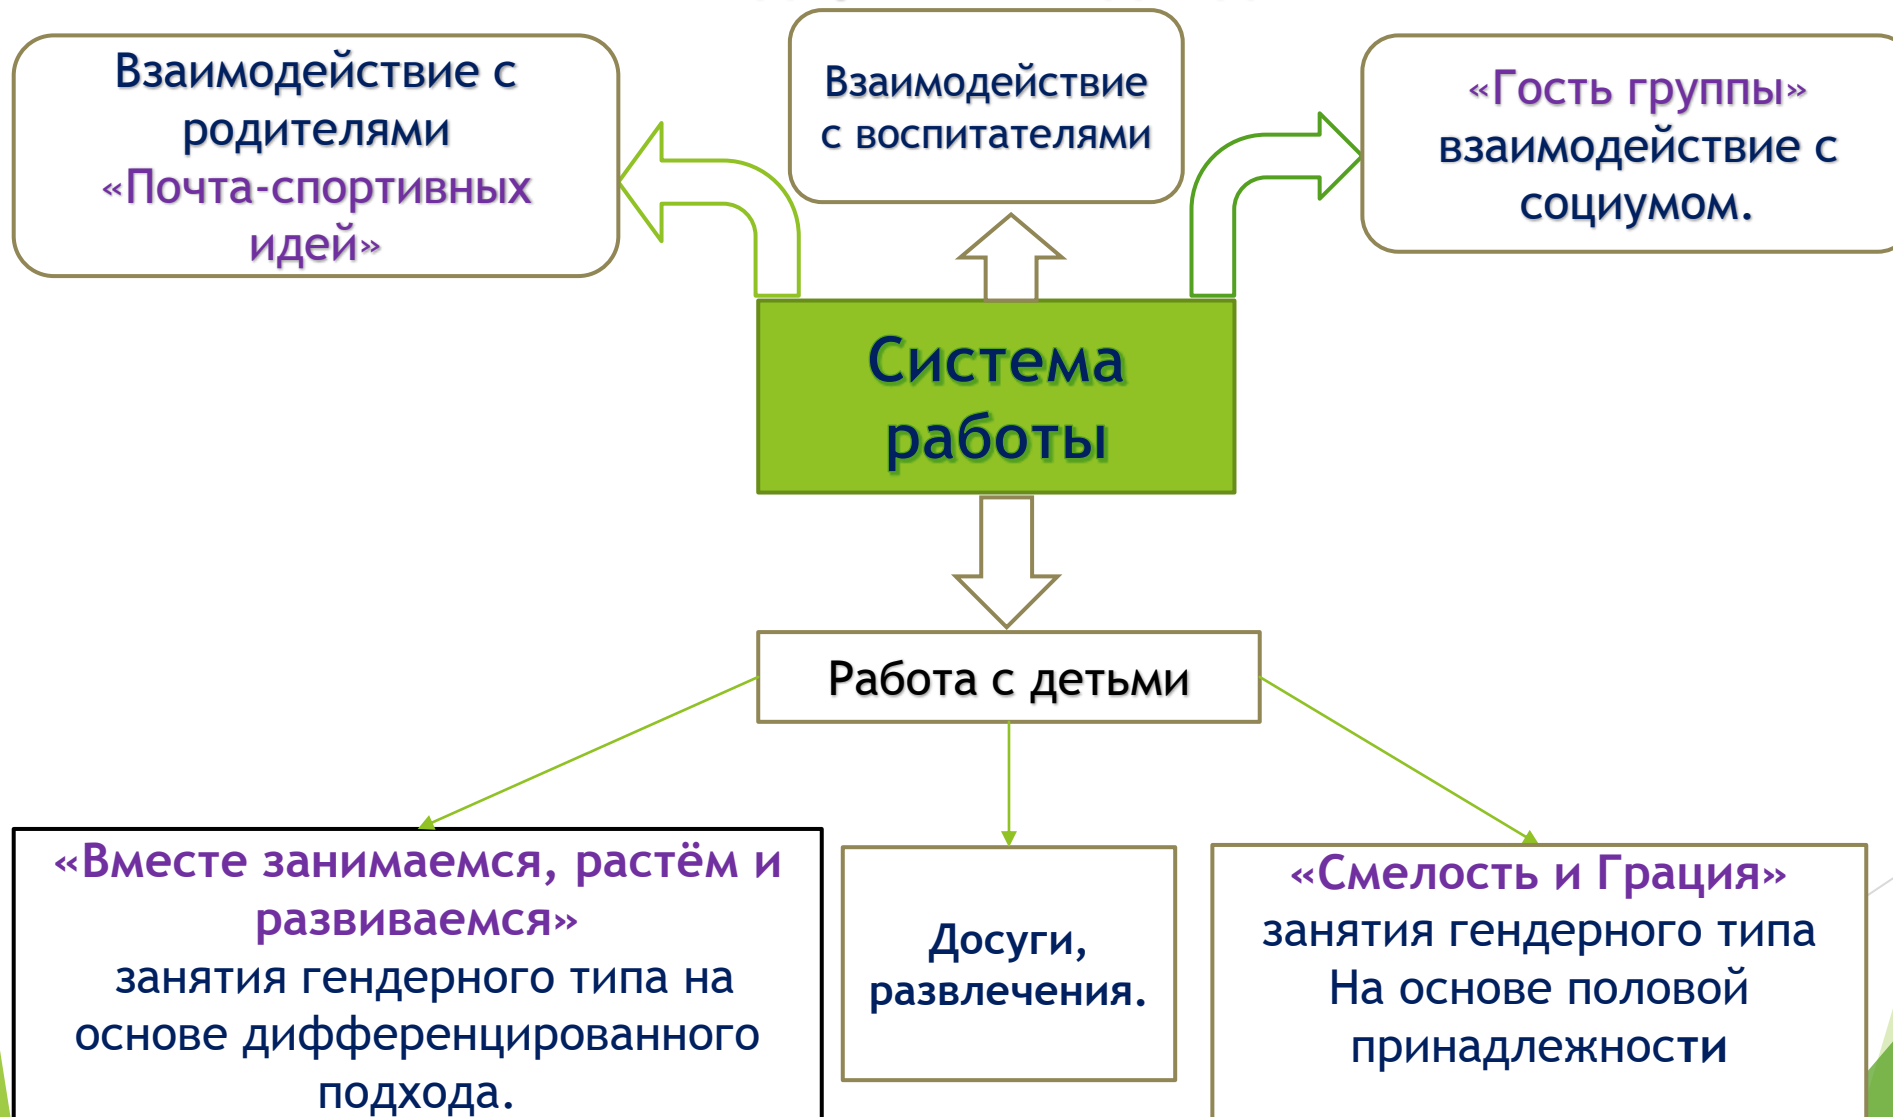 Взаимодействие с
родителями
«Почта-спортивных
идей»
Взаимодействие
с воспитателями
«Гость группы»
взаимодействие с
социумом.
Система
работы
Работа с детьми
«Вместе занимаемся, растём и
развиваемся»
занятия гендерного типа на
основе дифференцированного
подхода.
Досуги,
развлечения.
«Смелость и Грация»
занятия гендерного типа
На основе половой
принадлежности